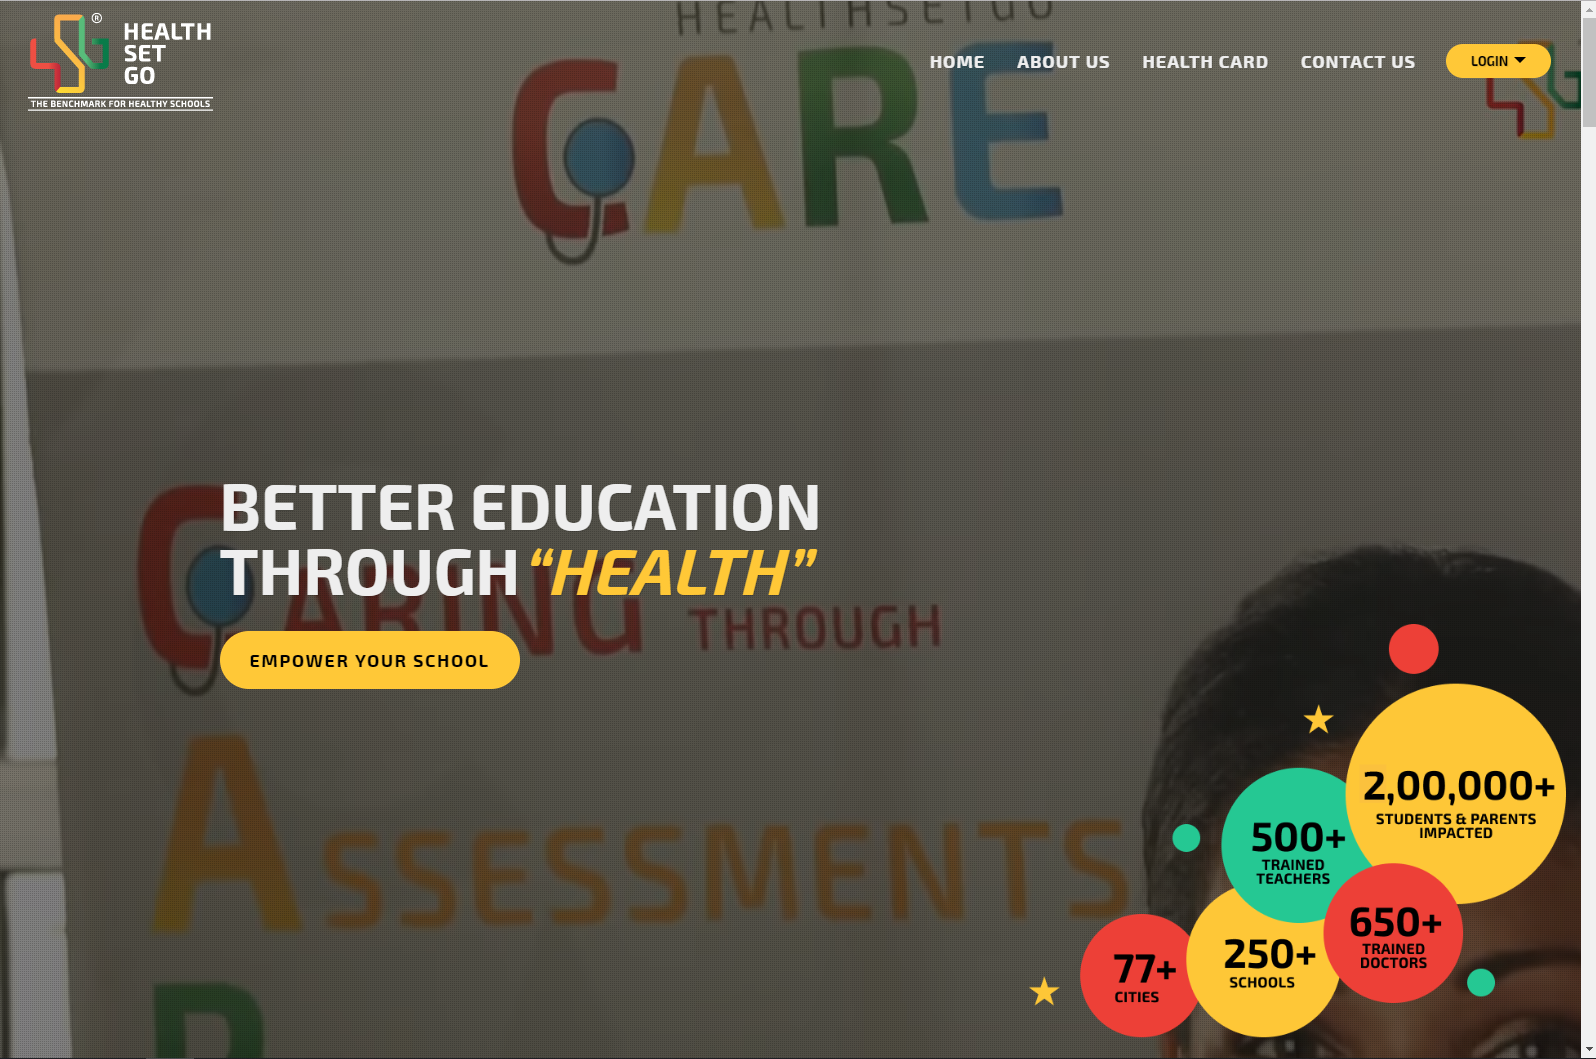 HEALTHSETGO
HEALTH
SET
GO
®
THE BENCHMARK FOR HEALTHY SCHOOLS
HOME
ABOUT US
HEALTH CARD
CONTACT US
LOGIN
CARE
BETTER EDUCATION
THROUGH “HEALTH”
CARING THROUGH
EMPOWER YOUR SCHOOL
ASSESSMENTS
2,00,000+
STUDENTS & PARENTS
IMPACTED
500+
TRAINED
TEACHERS
650+
TRAINED
DOCTORS
250+
SCHOOLS
77+
CITIES